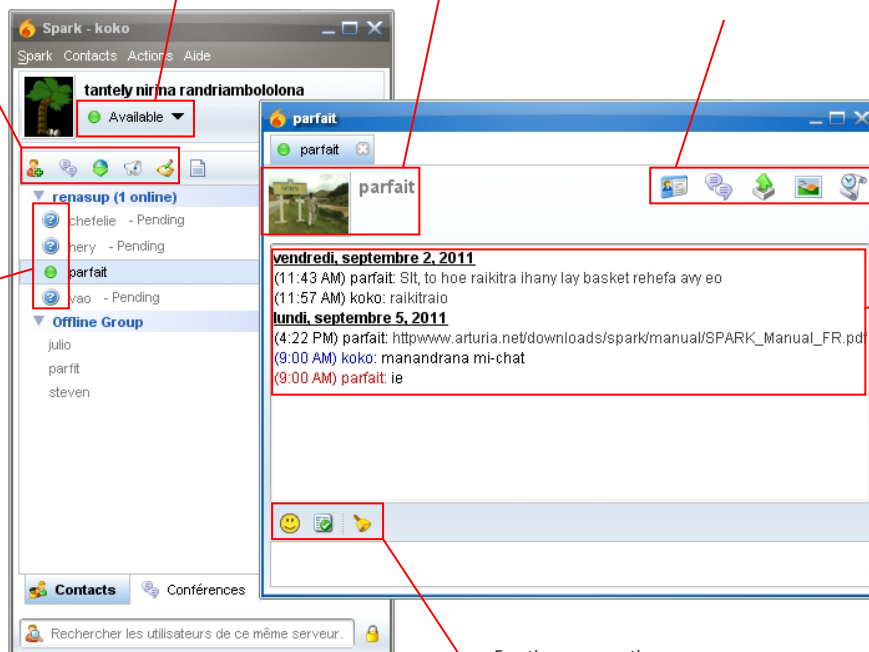 Spark - koko
Spark Contacts Actions Aide
tantely nirina randriambololona
Available
renasup (1 online)
chefelie - Pending
hery - Pending
parfait
vao - Pending
Offline Group
julio
parfit
steven
Contacts Conférences
Rechercher les utilisateurs de ce même serveur.
parfait
parfait
parfait
vendredi, septembre 2, 2011
(11:43 AM) parfait: Slt, to hoe raikitra ihany lay basket rehefa avy eo
(11:57 AM) koko: raikitraio
lundi, septembre 5, 2011
(4:22 PM) parfait: httpwww.arturia.net/downloads/spark/manual/SPARK_Manual_FR.pdf
(9:00 AM) koko: manandrana mi-chat
(9:00 AM) parfait: ie